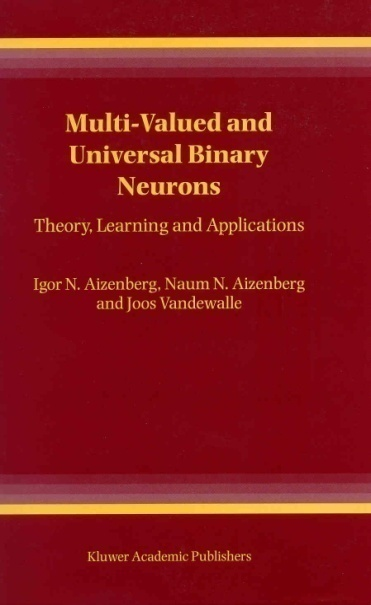 Multi-Valued and
Universal Binary
Neurons
Theory, Learning and Applications
Igor N. Aizenberg, Naum N. Aizenberg
and Joos Vandewalle
Kluwer Academic Publishers